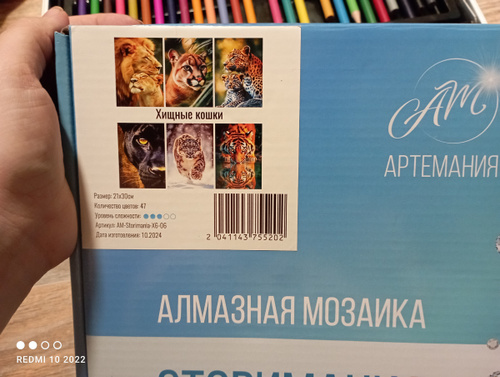 Хищные кошки
Размер: 21х30см
Количество цветов: 47
Уровень сложности:
Артикул: AM-Storimania-X6-06
Дата изготовления: 10.2024
2 041143 755202
AM
АРТЕМАНИЯ
АЛМАЗНАЯ МОЗАИКА
REDMI 10 2022